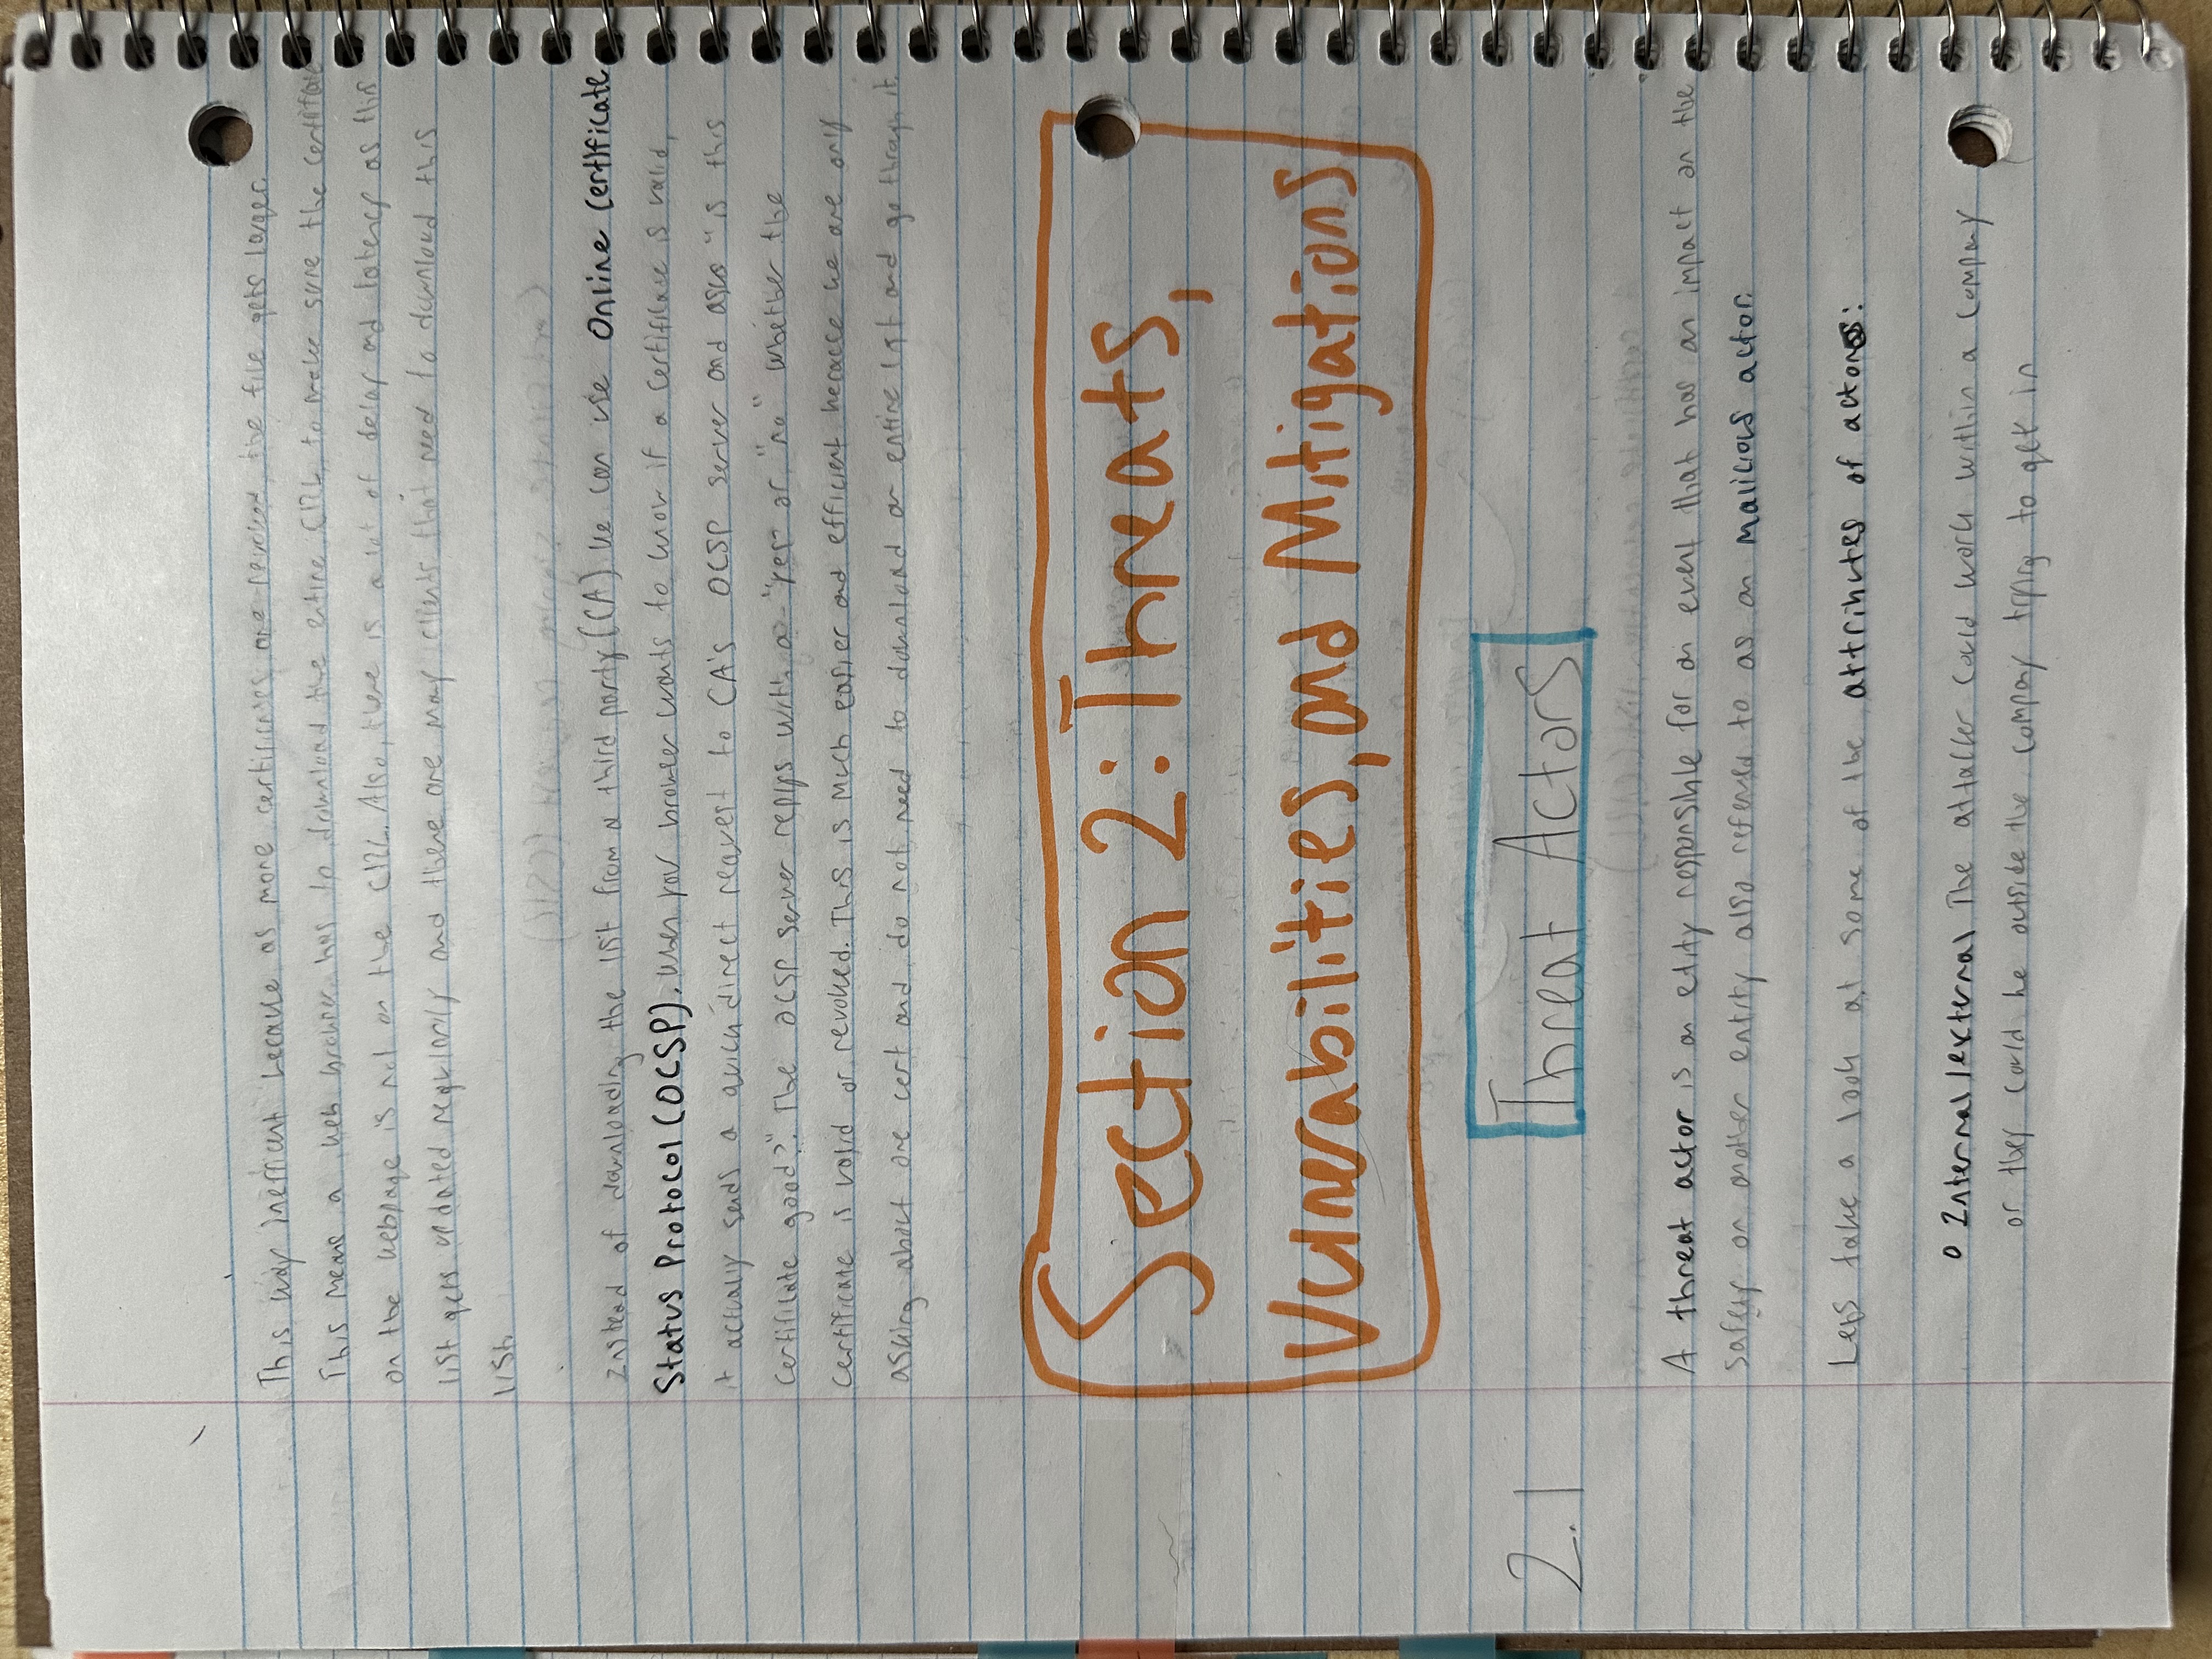 This way inefficient because as more certificates are revoked, the file gets larger.
This means a web browser has to download the entire CRL to make sure the certificate
on the webpage is not on the CRL. Also, there is a lot of delay and latency as this
list gets updated regularly and there are many clients that need to download this
list.
Instead of downloading the list from a third party (CA) we can use Online Certificate
Status Protocol (OCSP). When your browser wants to know if a certificate is valid,
it actually sends a quick direct request to CA's OCSP server and asks "is this
certificate good?". The OCSP server replys with a "yes" or "no" whether the
certificate is valid or revoked. This is much easier and efficient because we are only
asking about one cert and do not need to download an entire list and go through it.
Section 2: Threats,
Vulnerabilities, and Mitigations
2.1 Threat Actors
A threat actor is an etity responsible for an event that has an impact on the
safety on another entity also referred to as an malicious actor.
Lets take a look at some of the attributes of actors:
o Internal/external The attacker could work within a company
or they could be outside the company trying to get in